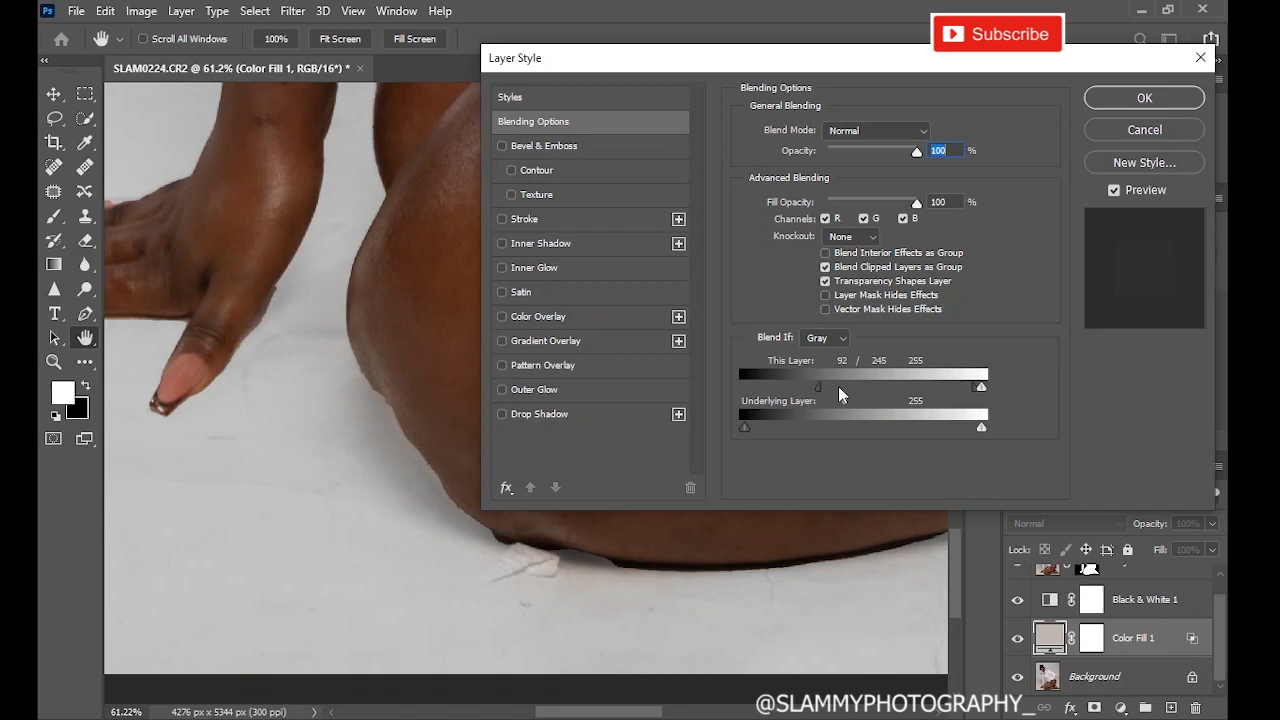 Ps File Edit Image Layer Type Select Filter 3D View Window Help
Subscribe
Scroll All Windows 100% Fit Screen Fill Screen
SLAM0224.CR2 @ 61.2% (Color Fill 1, RGB/16*) *
Layer Style
Styles
Blending Options
Bevel & Emboss
Contour
Texture
Stroke
Inner Shadow
Inner Glow
Satin
Color Overlay
Gradient Overlay
Pattern Overlay
Outer Glow
Drop Shadow
fx
Blending Options
General Blending
Blend Mode: Normal
Opacity: 100 %
Advanced Blending
Fill Opacity: 100 %
Channels: R G B
Knockout: None
Blend Interior Effects as Group
Blend Clipped Layers as Group
Transparency Shapes Layer
Layer Mask Hides Effects
Vector Mask Hides Effects
Blend If: Gray
This Layer: 92 / 245 255
Underlying Layer: 255
OK
Cancel
New Style...
Preview
Normal Opacity: 100%
Lock: Fill: 100%
Black & White 1
Color Fill 1
Background
fx
61.22% 4276 px x 5344 px (300 ppi)
@SLAMMYPHOTOGRAPHY_